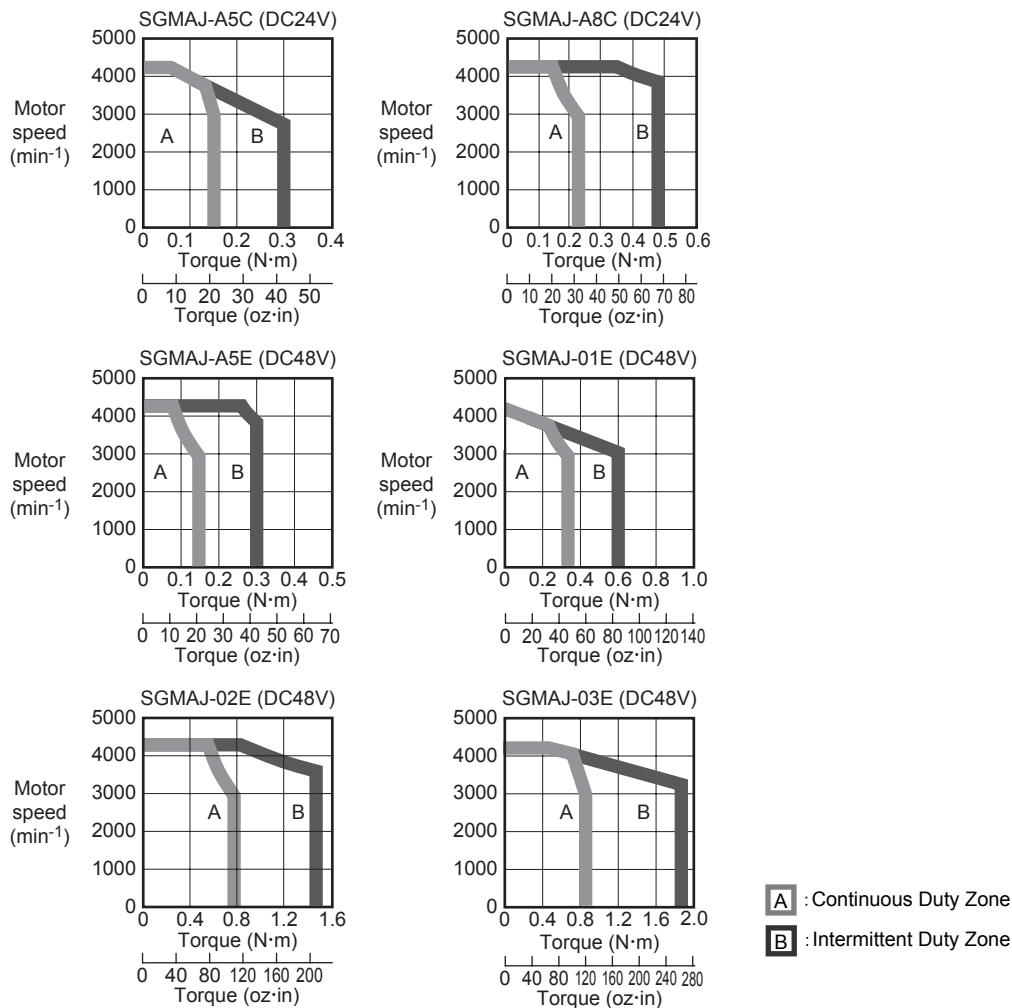 SGMAJ-A5C (DC24V)
5000
4000
3000
2000
1000
0
Motor
speed
(min-1)
A
B
0 0.1 0.2 0.3 0.4
Torque (N·m)
0 10 20 30 40 50
Torque (oz·in)
SGMAJ-A8C (DC24V)
5000
4000
3000
2000
1000
0
Motor
speed
(min-1)
A
B
0 0.1 0.2 0.3 0.4 0.5 0.6
Torque (N·m)
0 10 20 30 40 50 60 70 80
Torque (oz·in)
SGMAJ-A5E (DC48V)
5000
4000
3000
2000
1000
0
Motor
speed
(min-1)
A
B
0 0.1 0.2 0.3 0.4 0.5
Torque (N·m)
0 10 20 30 40 50 60 70
Torque (oz·in)
SGMAJ-01E (DC48V)
5000
4000
3000
2000
1000
0
Motor
speed
(min-1)
A
B
0 0.2 0.4 0.6 0.8 1.0
Torque (N·m)
0 20 40 60 80 100 120 140
Torque (oz·in)
SGMAJ-02E (DC48V)
5000
4000
3000
2000
1000
0
Motor
speed
(min-1)
A
B
0 0.4 0.8 1.2 1.6
Torque (N·m)
0 40 80 120 160 200
Torque (oz·in)
SGMAJ-03E (DC48V)
5000
4000
3000
2000
1000
0
A
B
0 0.4 0.8 1.2 1.6 2.0
Torque (N·m)
0 40 80 120 160 200 240 280
Torque (oz·in)
A : Continuous Duty Zone
B : Intermittent Duty Zone